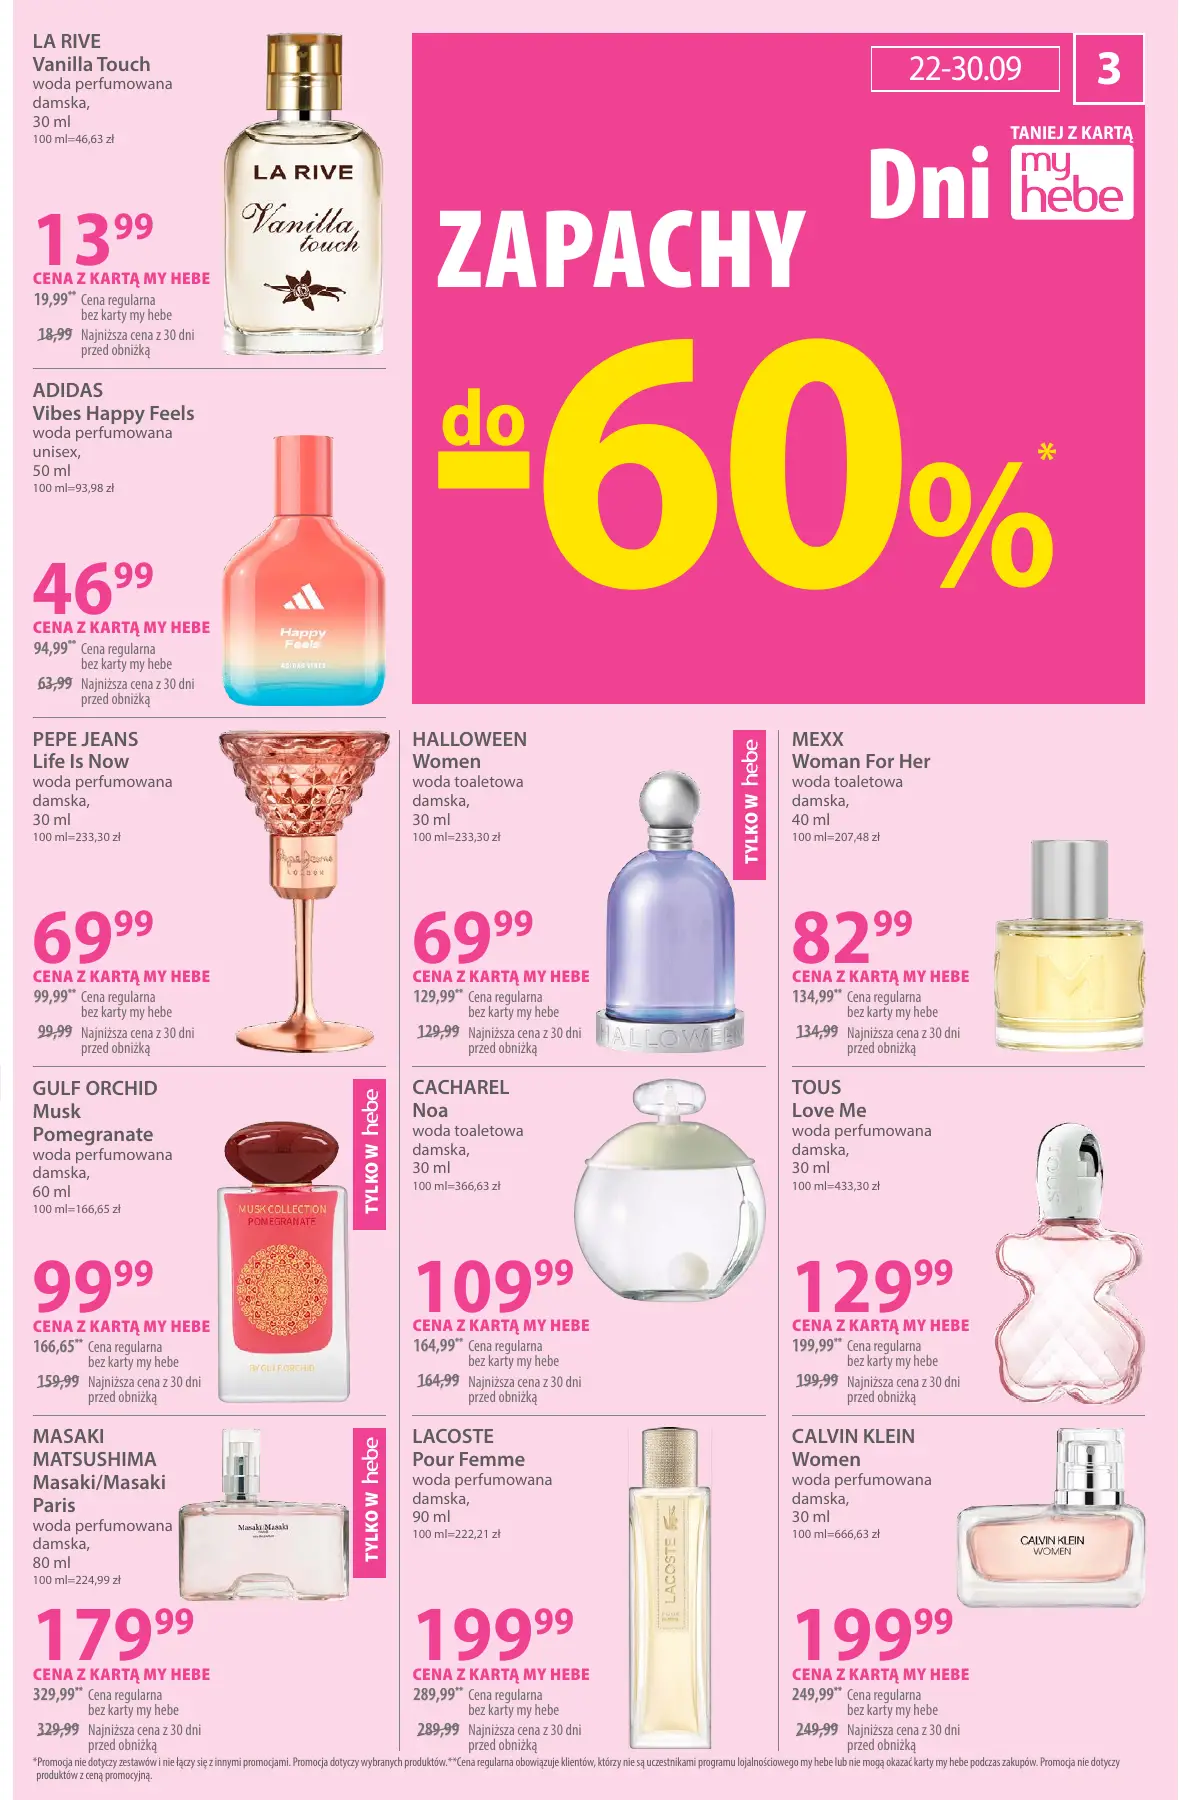 LA RIVE
Vanilla Touch
woda perfumowana
damska,
30 ml
100 ml=46,63 zł
13 99
CENA Z KARTĄ MY HEBE
19,99** Cena regularna
bez karty my hebe
18,99 Najniższa cena z 30 dni
przed obniżką
LA RIVE
Vanilla
touch
22-30.09
3
TANIEJ Z KARTĄ
Dni my hebe
ZAPACHY
do
-60%*
ADIDAS
Vibes Happy Feels
woda perfumowana
unisex,
50 ml
100 ml=93,98 zł
46 99
CENA Z KARTĄ MY HEBE
94,99** Cena regularna
bez karty my hebe
63,99 Najniższa cena z 30 dni
przed obniżką
Happy
Feels
ADIDAS VIBES
PEPE JEANS
Life Is Now
woda perfumowana
damska,
30 ml
100 ml=233,30 zł
69 99
CENA Z KARTĄ MY HEBE
99,99** Cena regularna
bez karty my hebe
99,99 Najniższa cena z 30 dni
przed obniżką
Pepe Jeans
LONDON
HALLOWEEN
Women
woda toaletowa
damska,
30 ml
100 ml=233,30 zł
69 99
CENA Z KARTĄ MY HEBE
129,99** Cena regularna
bez karty my hebe
129,99 Najniższa cena z 30 dni
przed obniżką
TYLKO W hebe
HALLOWEEN
MEXX
Woman For Her
woda toaletowa
damska,
40 ml
100 ml=207,48 zł
82 99
CENA Z KARTĄ MY HEBE
134,99** Cena regularna
bez karty my hebe
134,99 Najniższa cena z 30 dni
przed obniżką
GULF ORCHID
Musk
Pomegranate
woda perfumowana
damska,
60 ml
100 ml=166,65 zł
99 99
CENA Z KARTĄ MY HEBE
166,65** Cena regularna
bez karty my hebe
159,99 Najniższa cena z 30 dni
przed obniżką
TYLKO W hebe
MUSK COLLECTION
POMEGRANATE
BY GULF ORCHID
CACHAREL
Noa
woda toaletowa
damska,
30 ml
100 ml=366,63 zł
109 99
CENA Z KARTĄ MY HEBE
164,99** Cena regularna
bez karty my hebe
164,99 Najniższa cena z 30 dni
przed obniżką
TOUS
Love Me
woda perfumowana
damska,
30 ml
100 ml=433,30 zł
129 99
CENA Z KARTĄ MY HEBE
199,99** Cena regularna
bez karty my hebe
199,99 Najniższa cena z 30 dni
przed obniżką
TOUS
MASAKI
MATSUSHIMA
Masaki/Masaki
Paris
woda perfumowana
damska,
80 ml
100 ml=224,99 zł
179 99
CENA Z KARTĄ MY HEBE
329,99** Cena regularna
bez karty my hebe
329,99 Najniższa cena z 30 dni
przed obniżką
TYLKO W hebe
Masaki/Masaki
LACOSTE
Pour Femme
woda perfumowana
damska,
90 ml
100 ml=222,21 zł
199 99
CENA Z KARTĄ MY HEBE
289,99** Cena regularna
bez karty my hebe
289,99 Najniższa cena z 30 dni
przed obniżką
LACOSTE
CALVIN KLEIN
Women
woda perfumowana
damska,
30 ml
100 ml=666,63 zł
199 99
CENA Z KARTĄ MY HEBE
249,99** Cena regularna
bez karty my hebe
249,99 Najniższa cena z 30 dni
przed obniżką
CALVIN KLEIN
WOMEN
*Promocja nie dotyczy zestawów i nie łączy się z innymi promocjami. Promocja dotyczy wybranych produktów.**Cena regularna obowiązuje klientów, którzy nie są uczestnikami programu lojalnościowego my hebe lub nie mogą okazać karty my hebe podczas zakupów. Promocja nie dotyczy
produktów z ceną promocyjną.